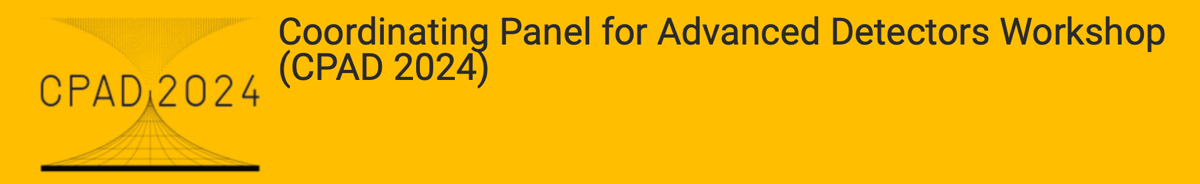 CPAD 2024
Coordinating Panel for Advanced Detectors Workshop
(CPAD 2024)